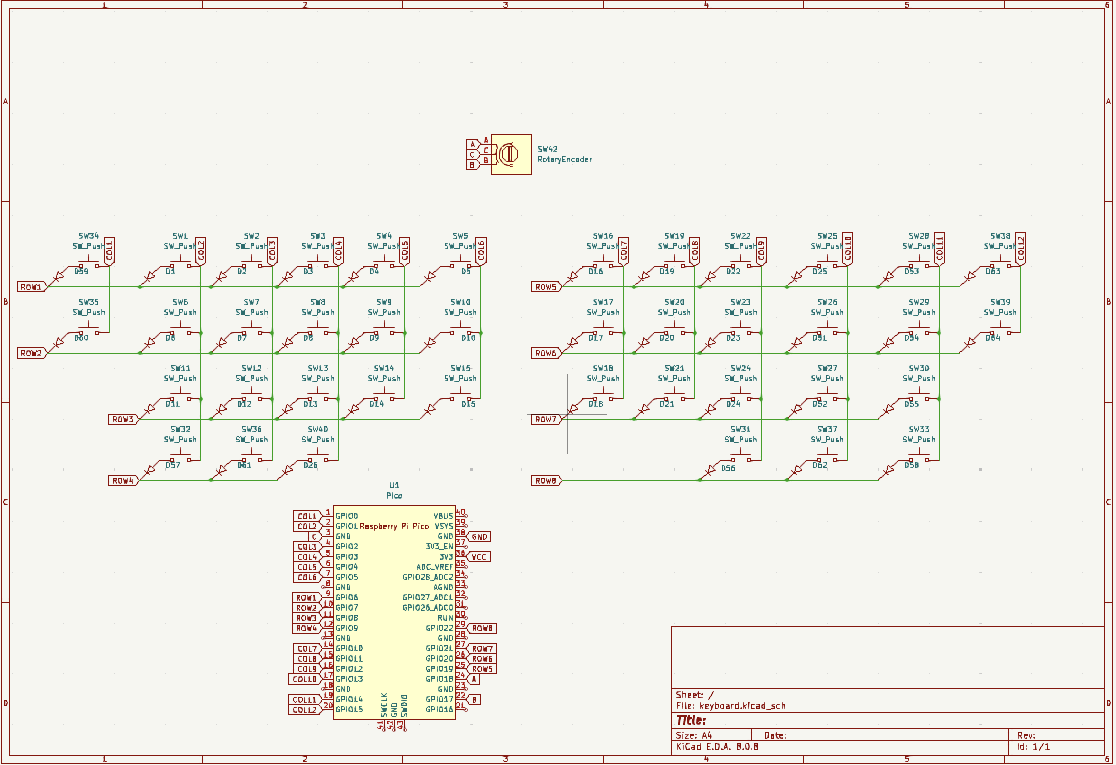 1 2 3 4 5 6
A
A
A
A
C
B
C
B
SW42
RotaryEncoder
SW34 SW1 SW2 SW3 SW4 SW5 SW16 SW19 SW22 SW25 SW28 SW38
SW_Push SW_Push SW_Push SW_Push SW_Push SW_Push SW_Push SW_Push SW_Push SW_Push SW_Push SW_Push
COL1 COL2 COL3 COL4 COL5 COL6 COL7 COL8 COL9 COL10 COL11 COL12
D59 D1 D2 D3 D4 D5 D16 D19 D22 D25 D53 D63
ROW1 ROW5
B B
SW35 SW6 SW7 SW8 SW9 SW10 SW17 SW20 SW23 SW26 SW29 SW39
SW_Push SW_Push SW_Push SW_Push SW_Push SW_Push SW_Push SW_Push SW_Push SW_Push SW_Push SW_Push
D60 D6 D7 D8 D9 D10 D17 D20 D23 D51 D54 D64
ROW2 ROW6
SW11 SW12 SW13 SW14 SW15 SW18 SW21 SW24 SW27 SW30
SW_Push SW_Push SW_Push SW_Push SW_Push SW_Push SW_Push SW_Push SW_Push SW_Push
D11 D12 D13 D14 D15 D18 D21 D24 D52 D55
ROW3 ROW7
SW32 SW36 SW40 SW31 SW37 SW33
SW_Push SW_Push SW_Push SW_Push SW_Push SW_Push
D57 D61 D26 D56 D62 D58
ROW4 ROW8
U1
Pico
C C
COL1 1 GPIO0 VBUS 40
COL2 2 GPIO1 Raspberry Pi Pico VSYS 39
C 3 GND GND 38 GND
COL3 4 GPIO2 3V3_EN 37
COL4 5 GPIO3 3V3 36 VCC
COL5 6 GPIO4 ADC_VREF 35
COL6 7 GPIO5 GPIO28_ADC2 34
8 GND AGND 33
ROW1 9 GPIO6 GPIO27_ADC1 32
ROW2 10 GPIO7 GPIO26_ADC0 31
ROW3 11 GPIO8 RUN 30
ROW4 12 GPIO9 GPIO22 29 ROW8
13 GND GND 28
COL7 14 GPIO10 GPIO21 27 ROW7
COL8 15 GPIO11 GPIO20 26 ROW6
COL9 16 GPIO12 GPIO19 25 ROW5
COL10 17 GPIO13 GPIO18 24 A
18 GND GND 23
COL11 19 GPIO14 GPIO17 22 B
COL12 20 GPIO15 GPIO16 21
SWCLK GND SWDIO
41 42 43
D D
Sheet: /
File: keyboard.kicad_sch
Title:
Size: A4 Date: Rev:
KiCad E.D.A. 8.0.8 Id: 1/1
1 2 3 4 5 6